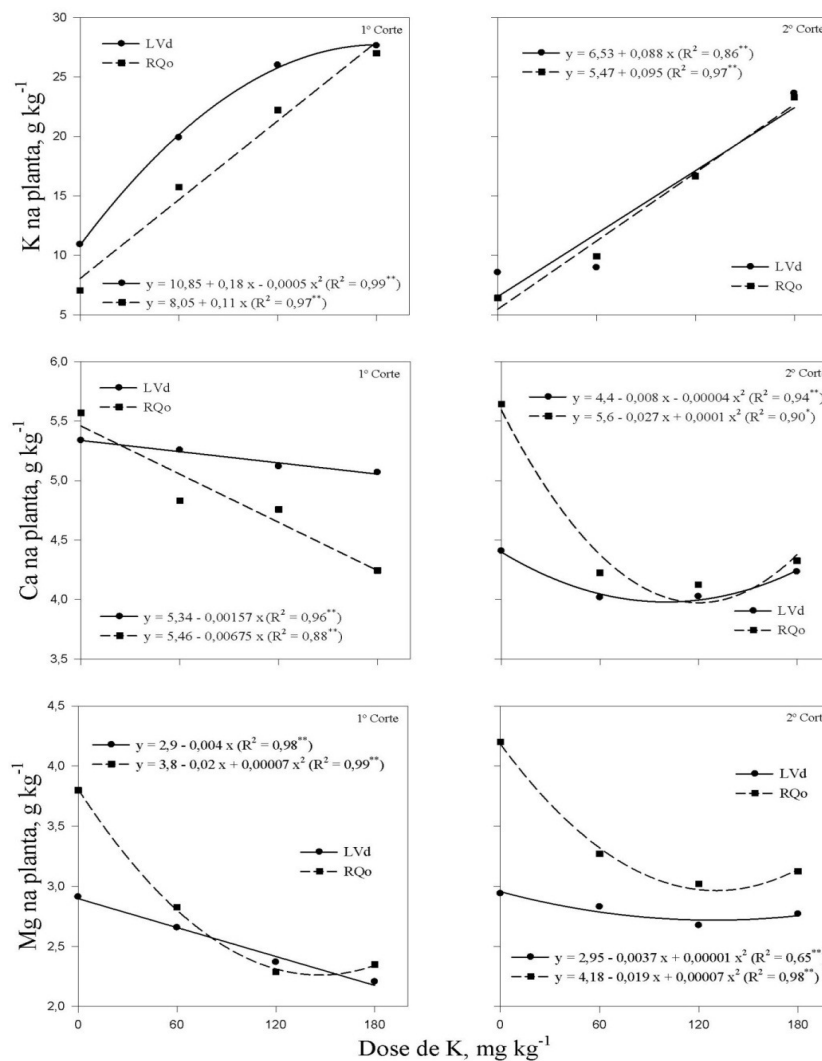 K na planta, g kg⁻¹
30
25
20
15
10
5
1º Corte
LVd
RQo
y = 10,85 + 0,18 x - 0,0005 x² (R² = 0,99**)
y = 8,05 + 0,11 x (R² = 0,97**)
2º Corte
y = 6,53 + 0,088 x (R² = 0,86**)
y = 5,47 + 0,095 (R² = 0,97**)
LVd
RQo
Ca na planta, g kg⁻¹
6,0
5,5
5,0
4,5
4,0
3,5
1º Corte
LVd
RQo
y = 5,34 - 0,00157 x (R² = 0,96**)
y = 5,46 - 0,00675 x (R² = 0,88**)
2º Corte
y = 4,4 - 0,008 x - 0,00004 x² (R² = 0,94**)
y = 5,6 - 0,027 x + 0,0001 x² (R² = 0,90*)
LVd
RQo
Mg na planta, g kg⁻¹
4,5
4,0
3,5
3,0
2,5
2,0
1º Corte
y = 2,9 - 0,004 x (R² = 0,98**)
y = 3,8 - 0,02 x + 0,00007 x² (R² = 0,99**)
LVd
RQo
0 60 120 180
2º Corte
LVd
RQo
y = 2,95 - 0,0037 x + 0,00001 x² (R² = 0,65**
y = 4,18 - 0,019 x + 0,00007 x² (R² = 0,98**)
0 60 120 180
Dose de K, mg kg⁻¹